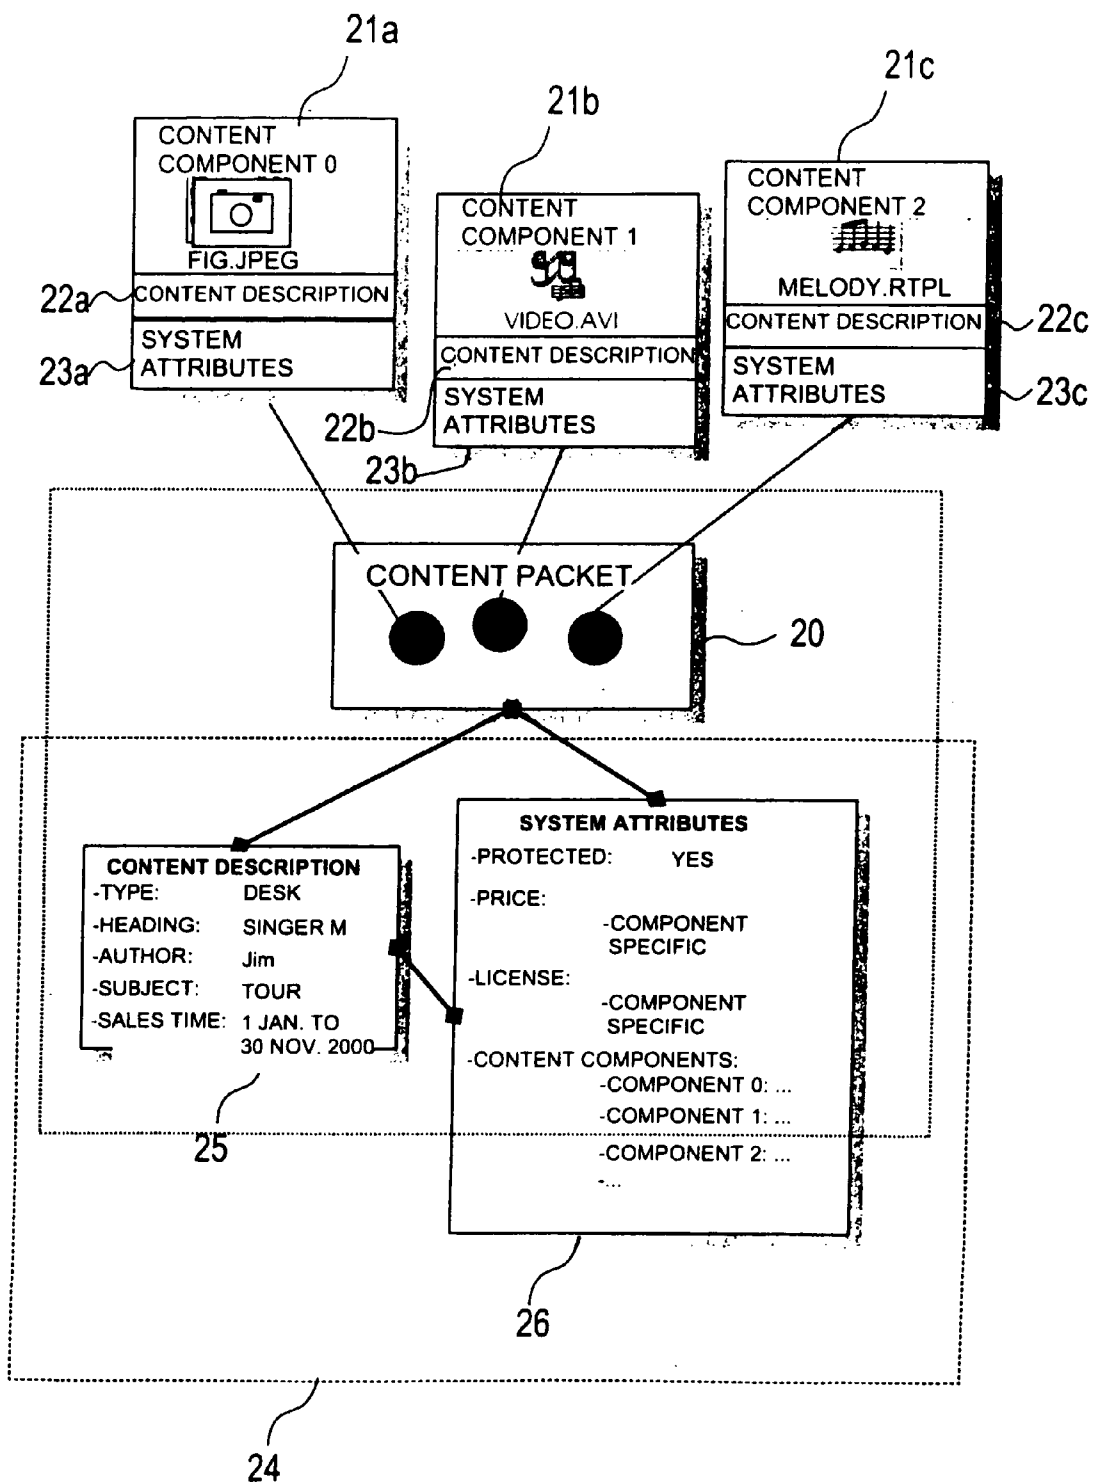 21a
21b
21c
CONTENT
COMPONENT 0
FIG.JPEG
22a
CONTENT DESCRIPTION
23a
SYSTEM
ATTRIBUTES
CONTENT
COMPONENT 1
VIDEO.AVI
CONTENT DESCRIPTION
22b
SYSTEM
ATTRIBUTES
23b
CONTENT
COMPONENT 2
MELODY.RTPL
CONTENT DESCRIPTION
22c
SYSTEM
ATTRIBUTES
23c
CONTENT PACKET
20
CONTENT DESCRIPTION
-TYPE: DESK
-HEADING: SINGER M
-AUTHOR: Jim
-SUBJECT: TOUR
-SALES TIME: 1 JAN. TO
30 NOV. 2000
25
SYSTEM ATTRIBUTES
-PROTECTED: YES
-PRICE:
-COMPONENT
SPECIFIC
-LICENSE:
-COMPONENT
SPECIFIC
-CONTENT COMPONENTS:
-COMPONENT 0: ...
-COMPONENT 1: ...
-COMPONENT 2: ...
-...
26
24